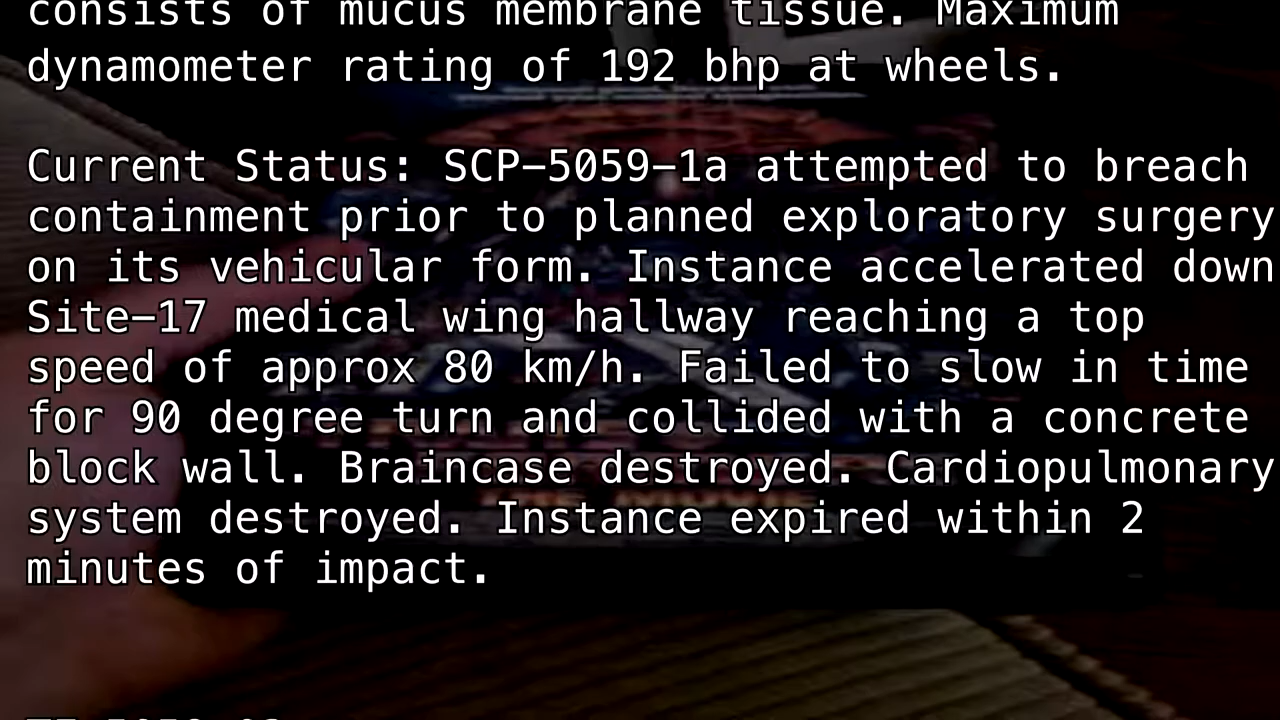 consists of mucus membrane tissue. Maximum
dynamometer rating of 192 bhp at wheels.
Current Status: SCP-5059-1a attempted to breach
containment prior to planned exploratory surgery
on its vehicular form. Instance accelerated down
Site-17 medical wing hallway reaching a top
speed of approx 80 km/h. Failed to slow in time
for 90 degree turn and collided with a concrete
block wall. Braincase destroyed. Cardiopulmonary
system destroyed. Instance expired within 2
minutes of impact.
THE MOVIE